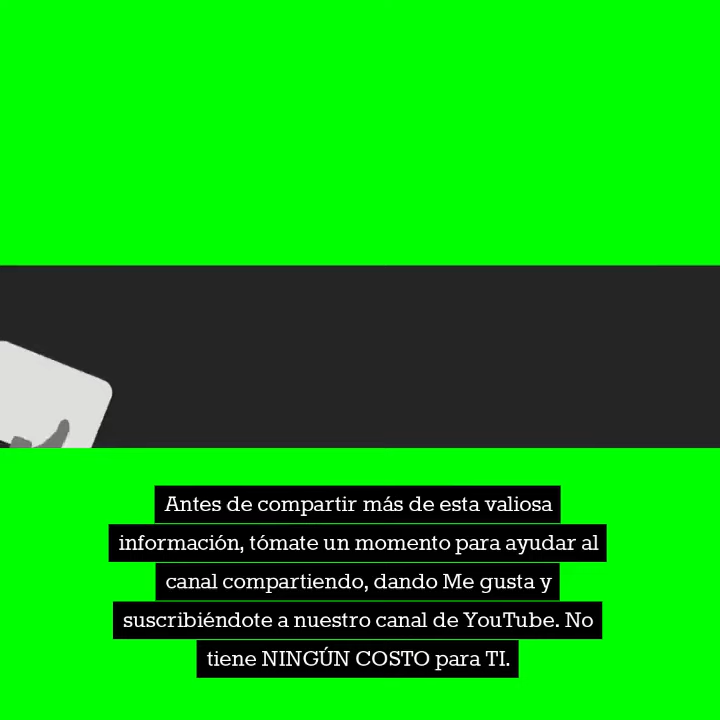 Antes de compartir más de esta valiosa
información, tómate un momento para ayudar al
canal compartiendo, dando Me gusta y
suscribiéndote a nuestro canal de YouTube. No
tiene NINGÚN COSTO para TI.